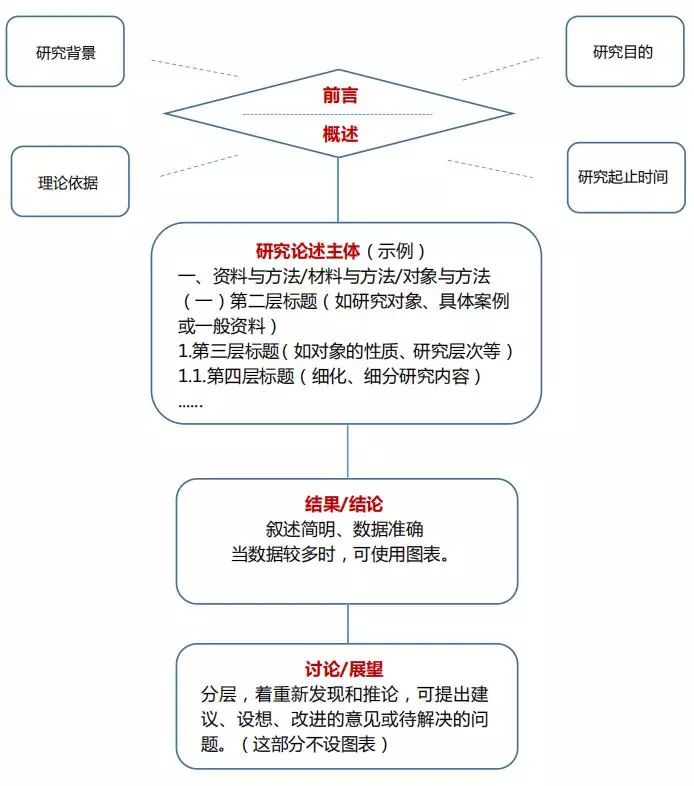 研究背景
研究目的
前言
概述
理论依据
研究起止时间
研究论述主体（示例）
一、资料与方法/材料与方法/对象与方法
（一）第二层标题（如研究对象、具体案例
或一般资料）
1.第三层标题（如对象的性质、研究层次等）
1.1.第四层标题（细化、细分研究内容）
......
结果/结论
叙述简明、数据准确
当数据较多时，可使用图表。
讨论/展望
分层，着重新发现和推论，可提出建
议、设想、改进的意见或待解决的问
题。（这部分不设图表）